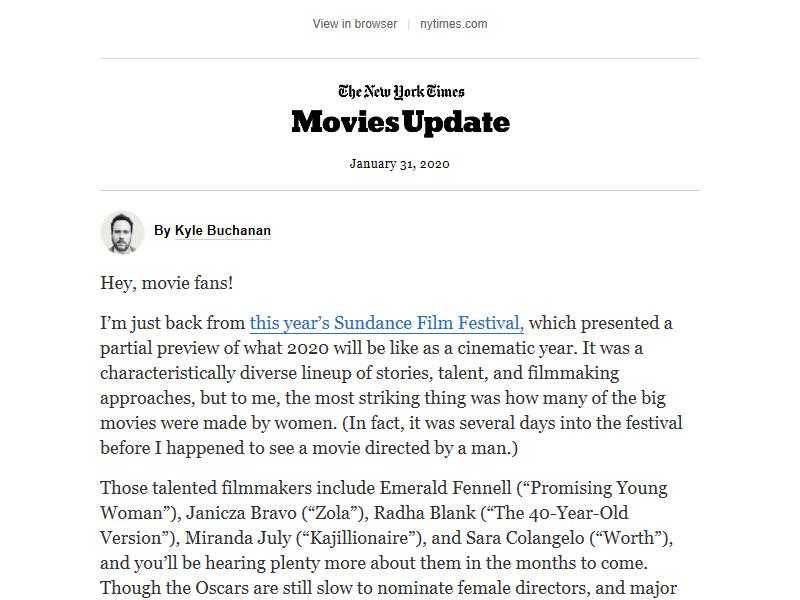 View in browser | nytimes.com
The New York Times
Movies Update
January 31, 2020
By Kyle Buchanan
Hey, movie fans!
I’m just back from this year’s Sundance Film Festival, which presented a
partial preview of what 2020 will be like as a cinematic year. It was a
characteristically diverse lineup of stories, talent, and filmmaking
approaches, but to me, the most striking thing was how many of the big
movies were made by women. (In fact, it was several days into the festival
before I happened to see a movie directed by a man.)
Those talented filmmakers include Emerald Fennell (“Promising Young
Woman”), Janicza Bravo (“Zola”), Radha Blank (“The 40-Year-Old
Version”), Miranda July (“Kajillionaire”), and Sara Colangelo (“Worth”),
and you’ll be hearing plenty more about them in the months to come.
Though the Oscars are still slow to nominate female directors, and major